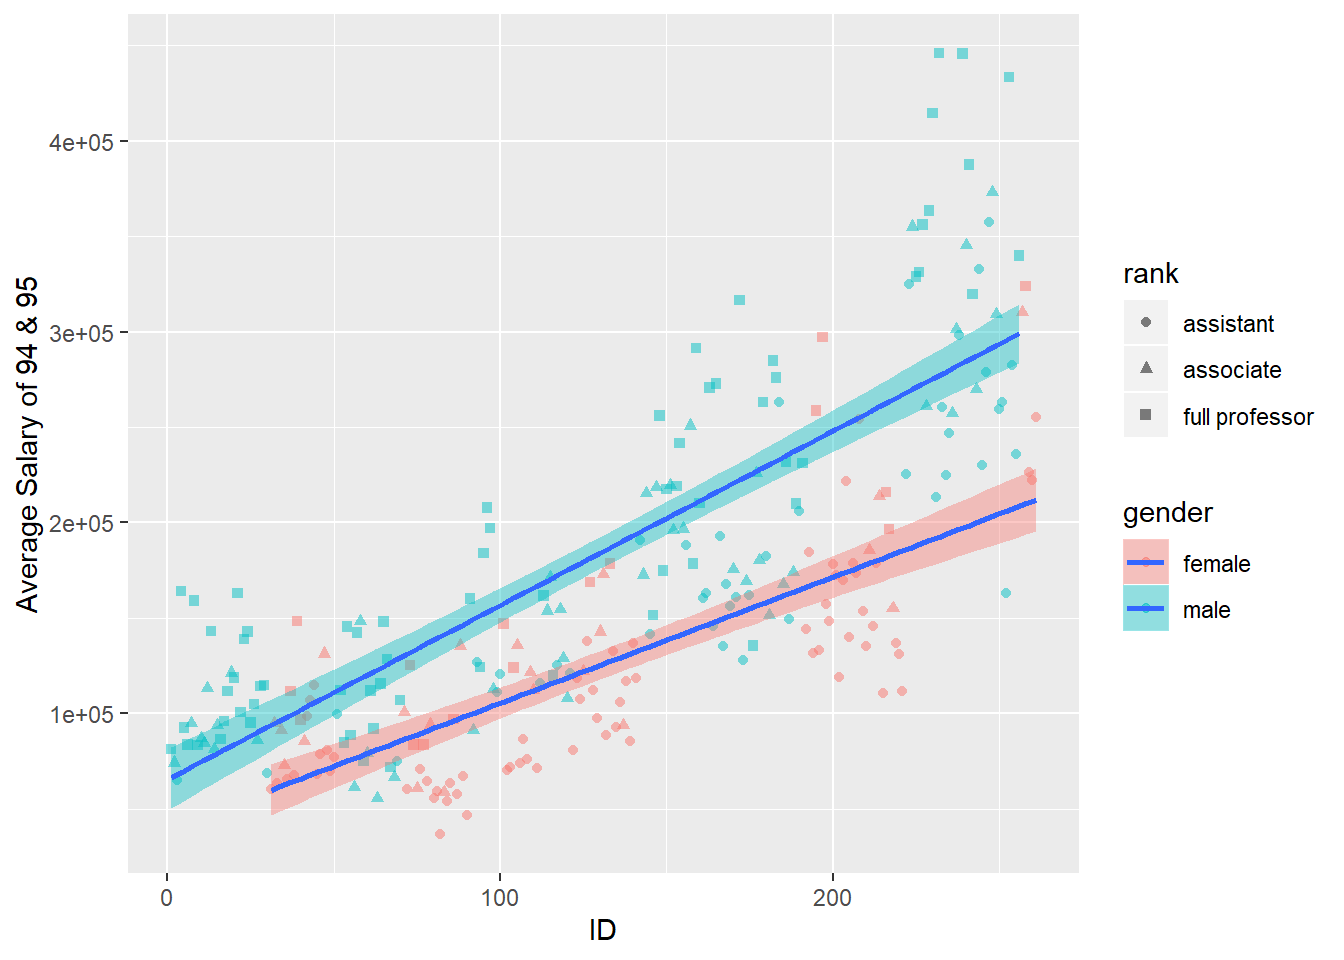 4e+05
3e+05
2e+05
1e+05
Average Salary of 94 & 95
0
100
200
ID
rank
assistant
associate
full professor
gender
female
male